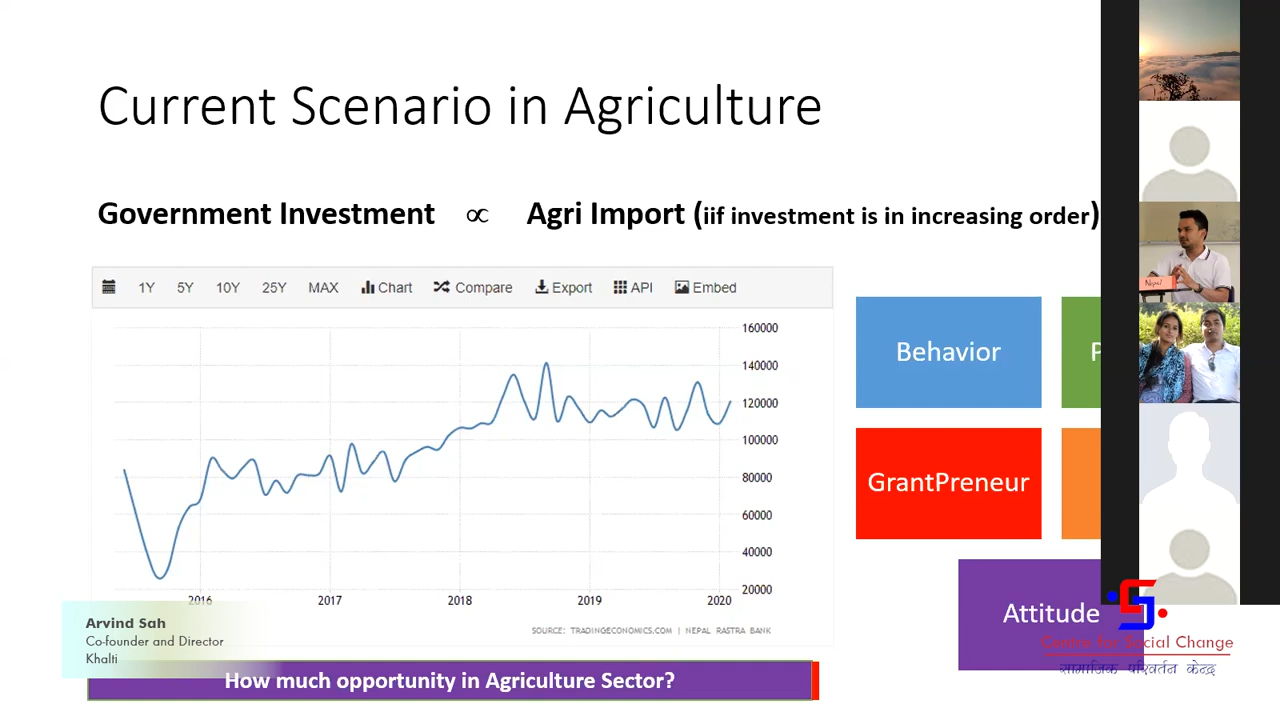 Current Scenario in Agriculture
Government Investment ∝ Agri Import (iif investment is in increasing order)
1Y 5Y 10Y 25Y MAX Chart Compare Export API Embed
160000
140000
120000
100000
80000
60000
40000
20000
2016 2017 2018 2019 2020
SOURCE: TRADINGECONOMICS.COM | NEPAL RASTRA BANK
Behavior
P
GrantPreneur
Attitude
Arvind Sah
Co-founder and Director
Khalti
How much opportunity in Agriculture Sector?
Nepal
Centre for Social Change
सामाजिक परिवर्तन केन्द्र